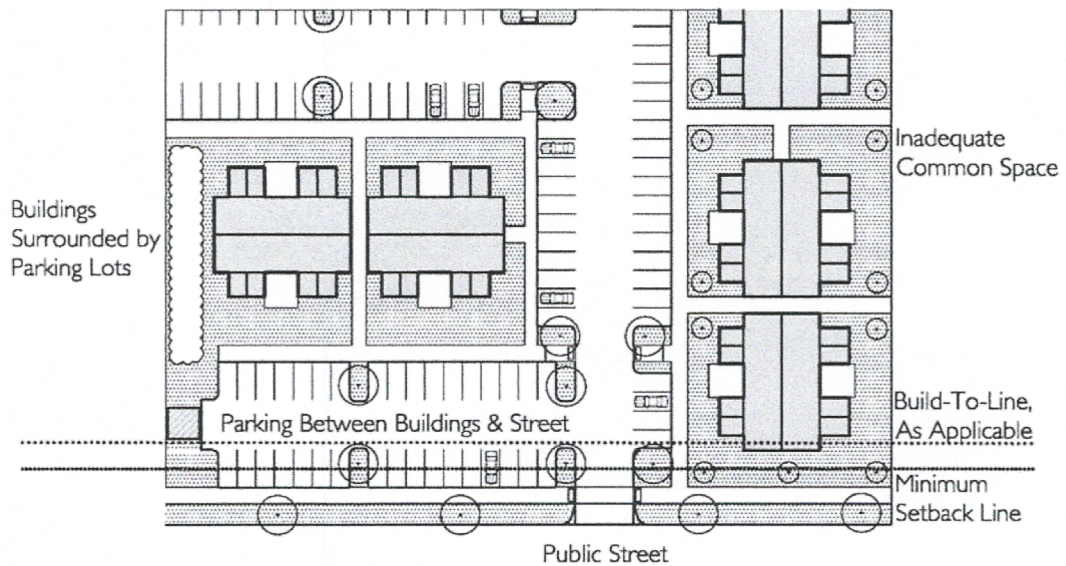 Inadequate
Common Space
Buildings
Surrounded by
Parking Lots
Build-To-Line,
As Applicable
Parking Between Buildings & Street
Minimum
Setback Line
Public Street